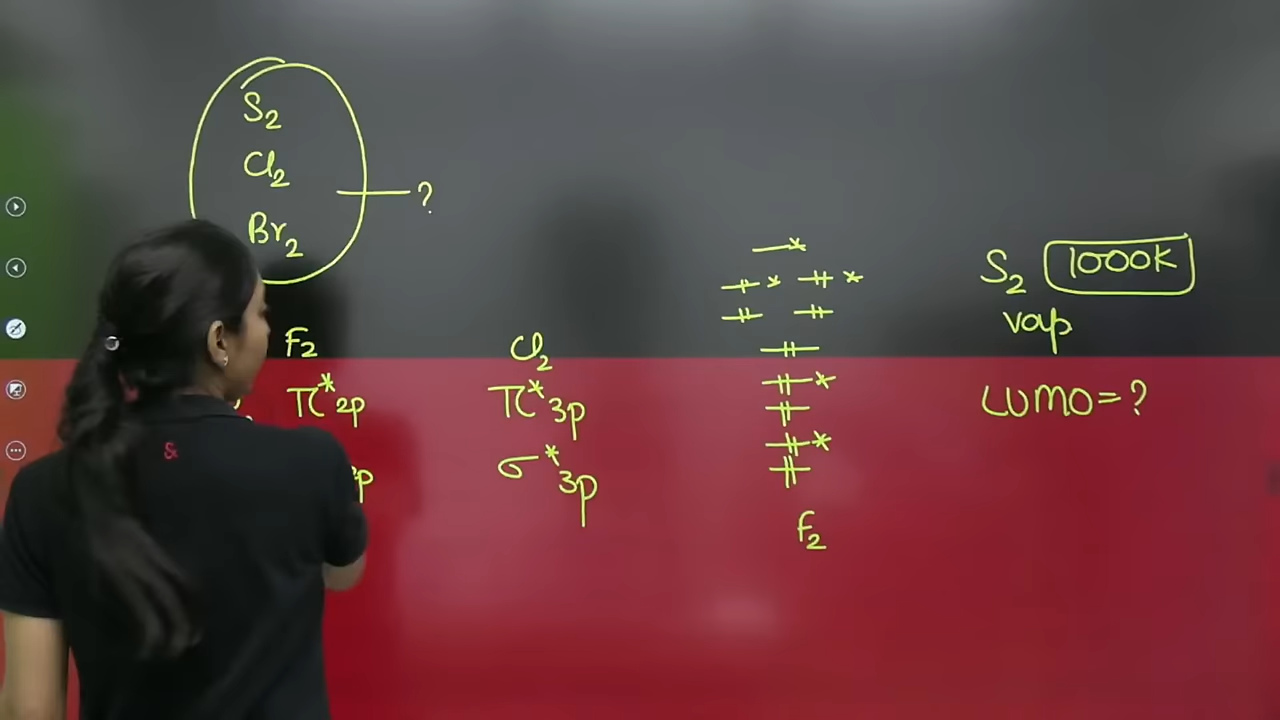 S₂
Cl₂
Br₂
?
F₂
π*2p
Cl₂
π*3p
σ*3p
F₂
S₂ 1000K
vap
LUMO=?
&